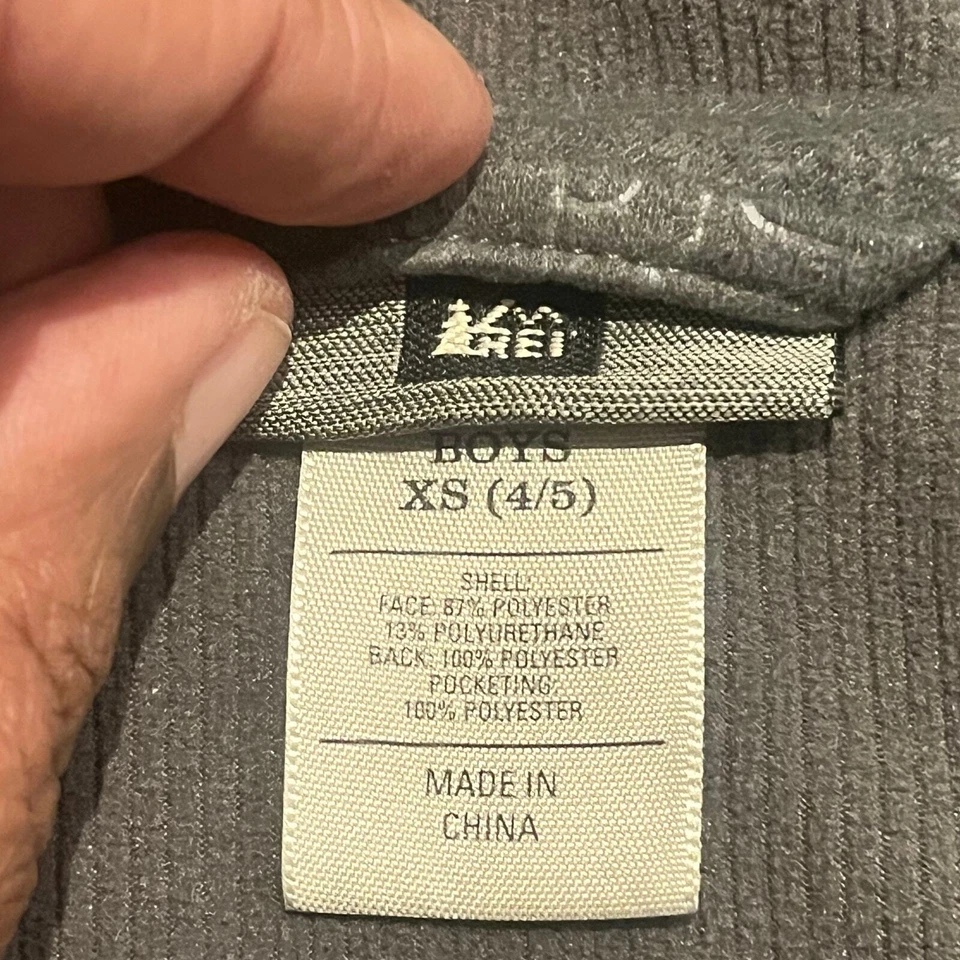 REI
BOYS
XS (4/5)
SHELL:
FACE: 87% POLYESTER
13% POLYURETHANE
BACK: 100% POLYESTER
POCKETING:
100% POLYESTER
MADE IN
CHINA